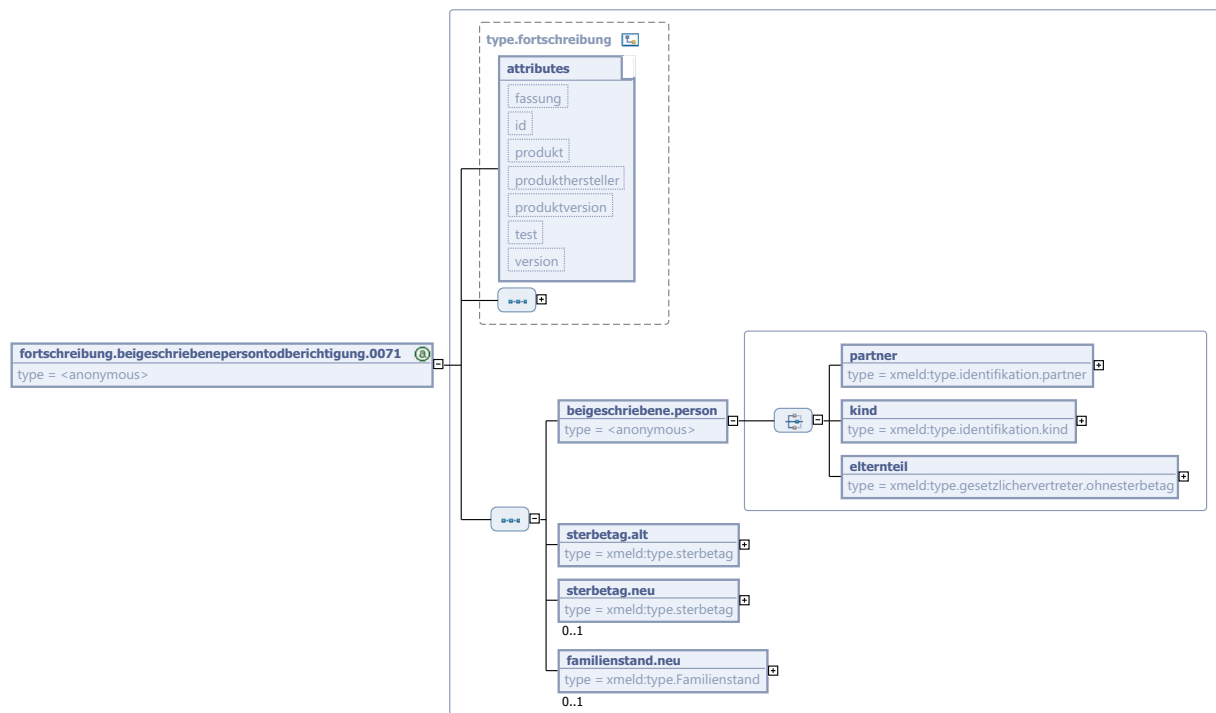 type.fortschreibung
attributes
fassung
id
produkt
produkthersteller
produktversion
test
version
fortschreibung.beigeschriebenepersontodberichtigung.0071 a
type = <anonymous>
beigeschriebene.person
type = <anonymous>
partner
type = xmeld:type.identifikation.partner
kind
type = xmeld:type.identifikation.kind
elternteil
type = xmeld:type.gesetzlichervertreter.ohnesterbetag
sterbetag.alt
type = xmeld:type.sterbetag
sterbetag.neu
type = xmeld:type.sterbetag
0..1
familienstand.neu
type = xmeld:type.Familienstand
0..1